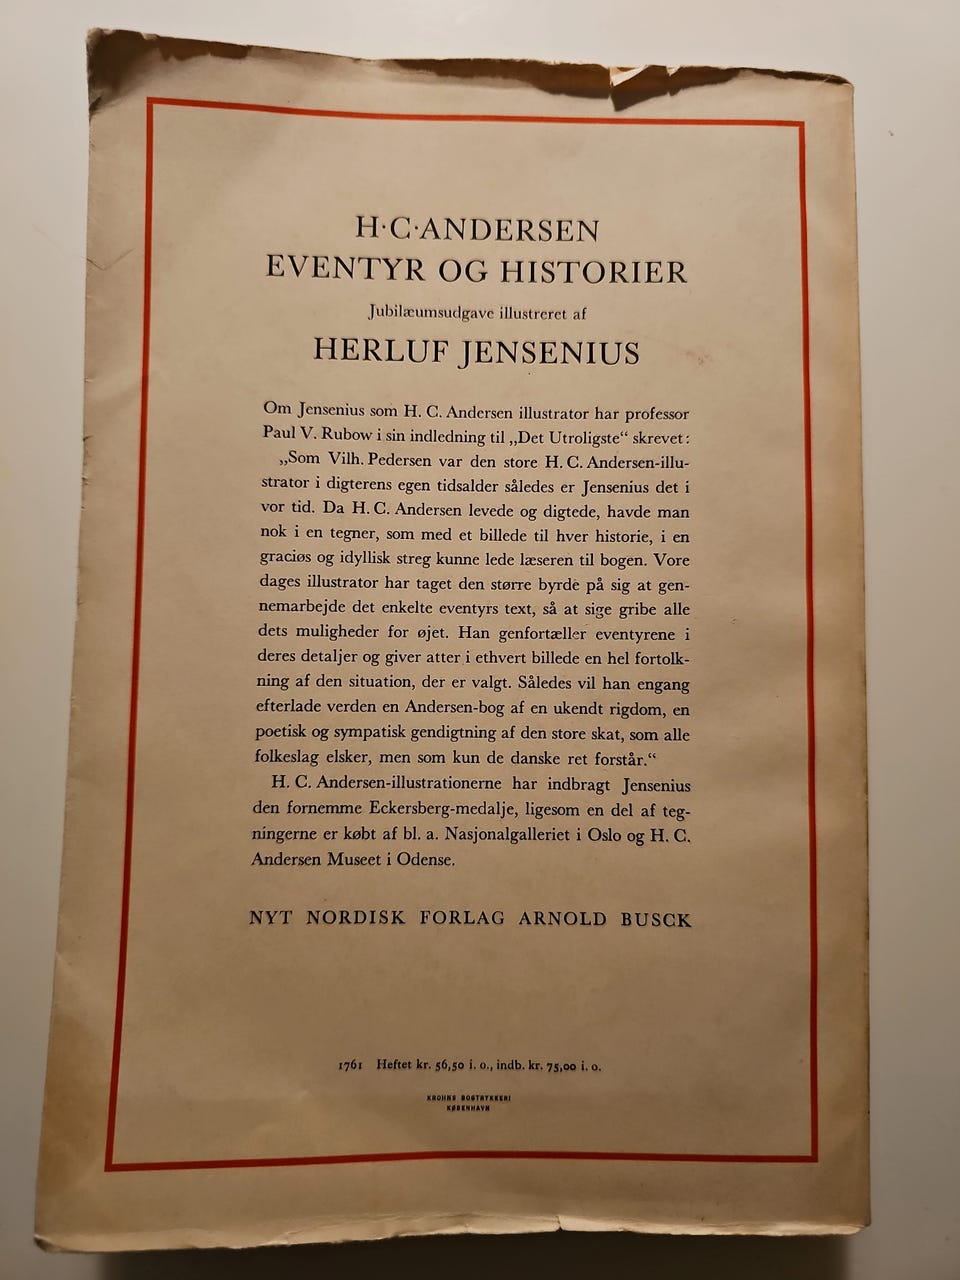 H·C·ANDERSEN
EVENTYR OG HISTORIER
Jubilæumsudgave illustreret af
HERLUF JENSENIUS
Om Jensenius som H. C. Andersen illustrator har professor
Paul V. Rubow i sin indledning til „Det Utroligste“ skrevet:
„Som Vilh. Pedersen var den store H. C. Andersen-illu-
strator i digterens egen tidsalder således er Jensenius det i
vor tid. Da H. C. Andersen levede og digtede, havde man
nok i en tegner, som med et billede til hver historie, i en
graciøs og idyllisk streg kunne lede læseren til bogen. Vore
dages illustrator har taget den større byrde på sig at gen-
nemarbejde det enkelte eventyrs text, så at sige gribe alle
dets muligheder for øjet. Han genfortæller eventyrene i
deres detaljer og giver atter i ethvert billede en hel fortolk-
ning af den situation, der er valgt. Således vil han engang
efterlade verden en Andersen-bog af en ukendt rigdom, en
poetisk og sympatisk gendigtning af den store skat, som alle
folkeslag elsker, men som kun de danske ret forstår.“
H. C. Andersen-illustrationerne har indbragt Jensenius
den fornemme Eckersberg-medalje, ligesom en del af teg-
ningerne er købt af bl. a. Nasjonalgalleriet i Oslo og H. C.
Andersen Museet i Odense.
NYT NORDISK FORLAG ARNOLD BUSCK
1761 Heftet kr. 56,50 i. o., indb. kr. 75,00 i. o.
KROHNS BOGTRYKKERI
KØBENHAVN